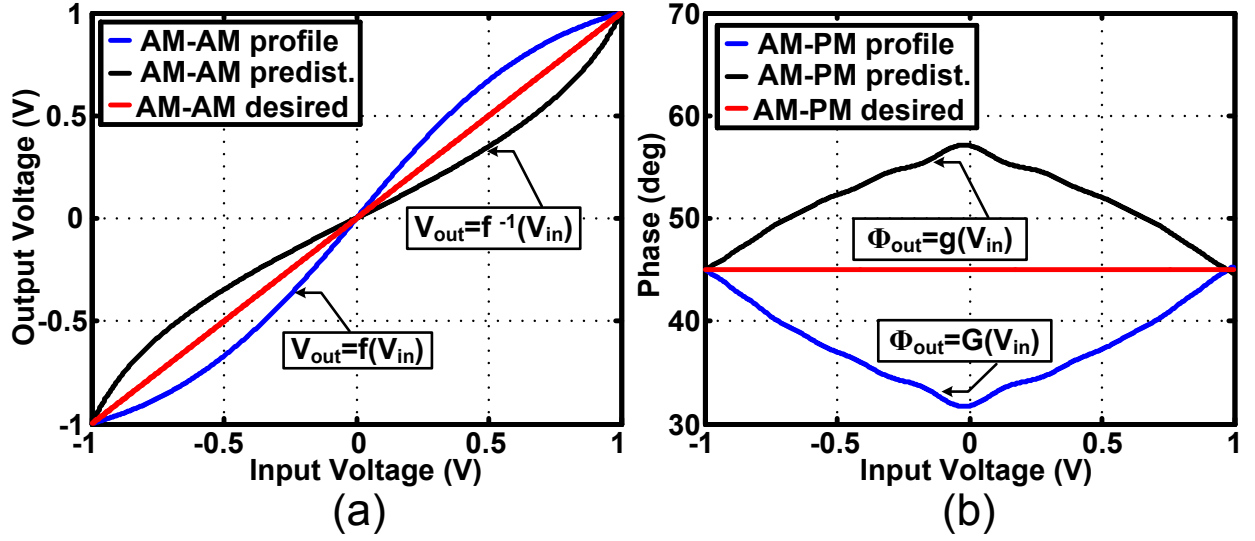 AM-AM profile
AM-AM predist.
AM-AM desired
Vout=f -1(Vin)
Vout=f(Vin)
1
0.5
0
-0.5
-1
Output Voltage (V)
-1
-0.5
0
0.5
1
Input Voltage (V)
(a)
AM-PM profile
AM-PM predist.
AM-PM desired
Φout=g(Vin)
Φout=G(Vin)
70
60
50
40
30
Phase (deg)
-1
-0.5
0
0.5
1
Input Voltage (V)
(b)